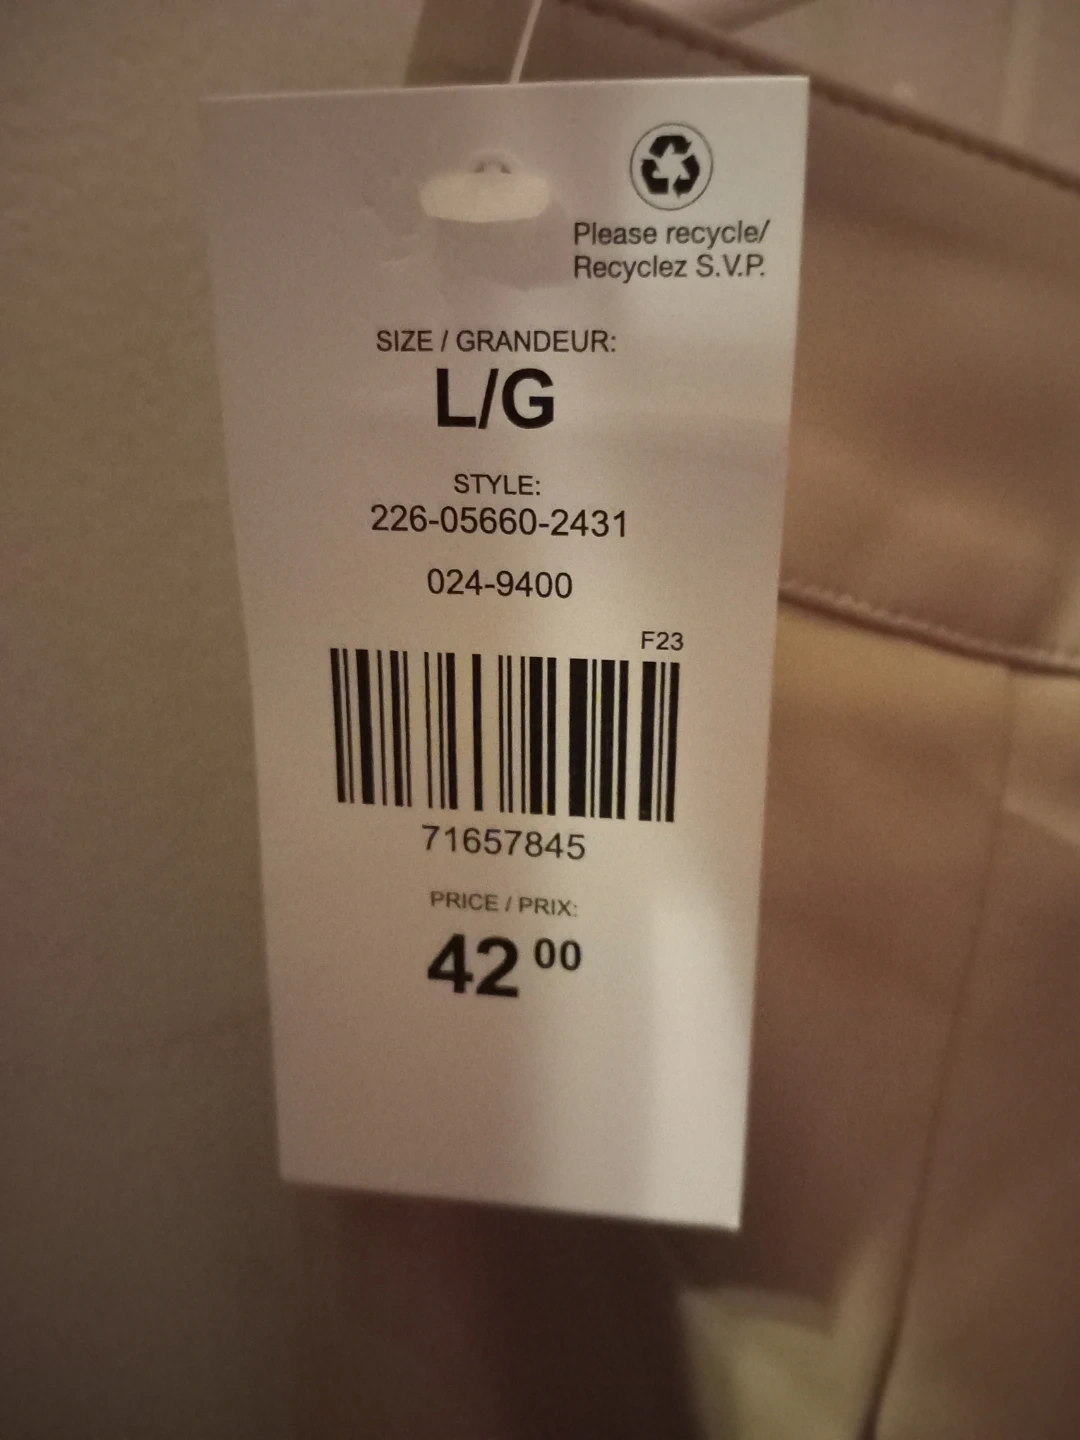 Please recycle/
Recyclez S.V.P.
SIZE / GRANDEUR:
L/G
STYLE:
226-05660-2431
024-9400
F23
71657845
PRICE / PRIX:
42 00